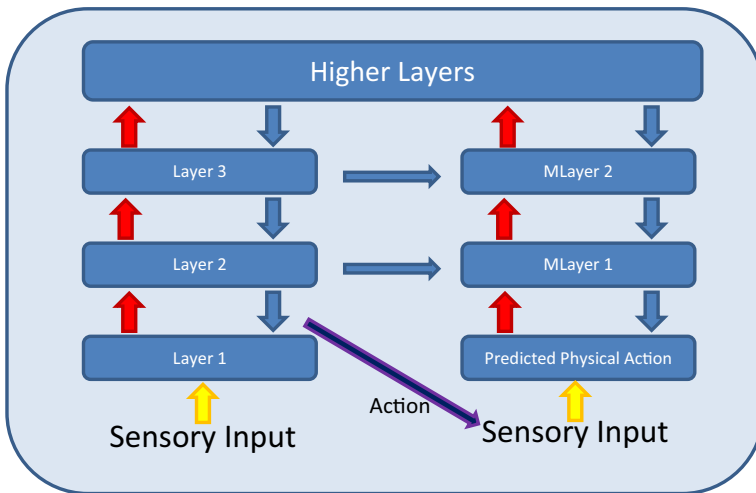 Higher Layers
Layer 3
MLayer 2
Layer 2
MLayer 1
Layer 1
Predicted Physical Action
Action
Sensory Input
Sensory Input